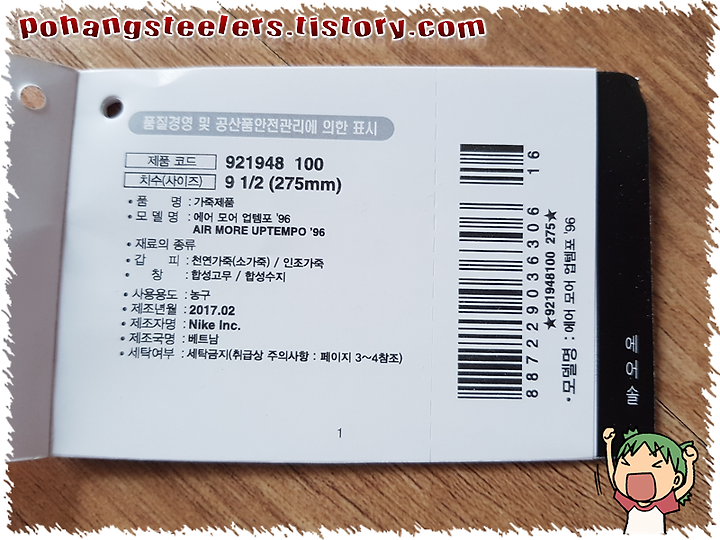 pohangsteelers.tistory.com
품질경영 및 공산품안전관리에 의한 표시
제품 코드 921948 100
치수(사이즈) 9 1/2 (275mm)
• 품 명 : 가죽제품
• 모 델 명 : 에어 모어 업템포 '96
AIR MORE UPTEMPO '96
• 재료의 종류
• 갑 피 : 천연가죽(소가죽) / 인조가죽
• 창 : 합성고무 / 합성수지
• 사용용도 : 농구
• 제조년월 : 2017.02
• 제조자명 : Nike Inc.
• 제조국명 : 베트남
• 세탁여부 : 세탁금지(취급상 주의사항 : 페이지 3~4참조)
1
887229036306 16
★921948100 275★
• 모델명 : 에어 모어 업템포 '96
에어솔